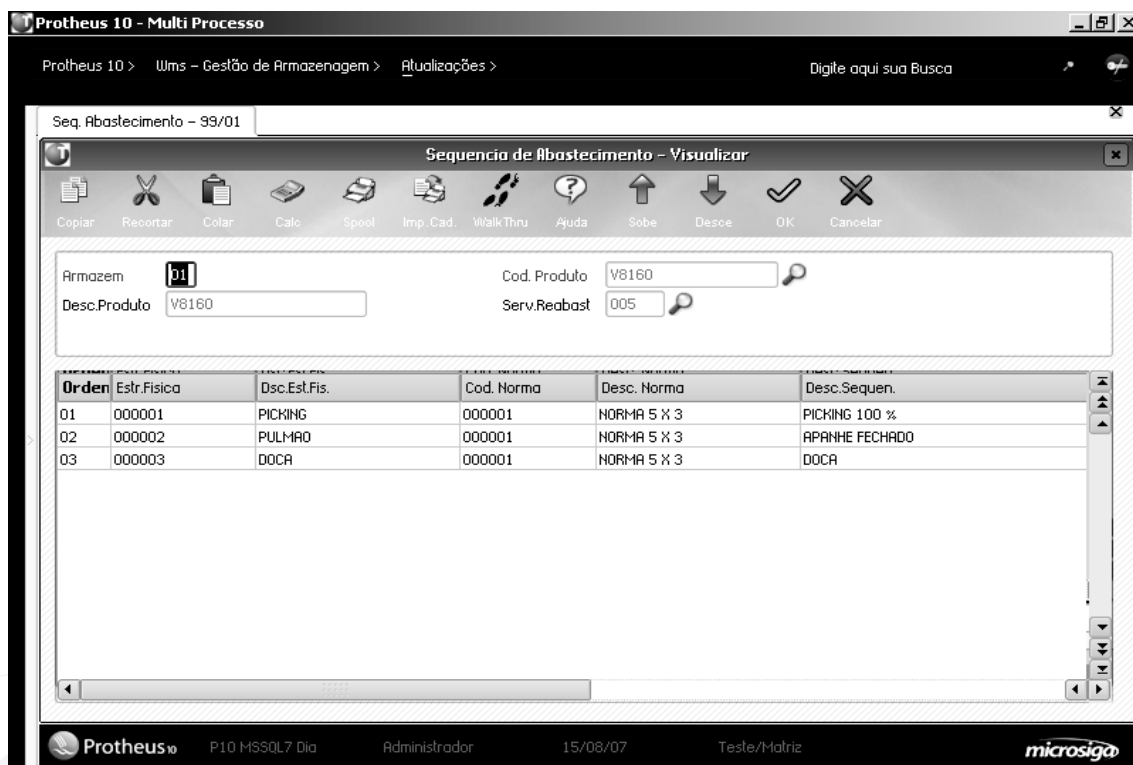 Protheus 10 - Multi Processo
Protheus 10 > Wms - Gestão de Armazenagem > Atualizações > Digite aqui sua Busca
Seq. Abastecimento - 99/01
Sequencia de Abastecimento - Visualizar
Copiar Recortar Colar Calc Spool Imp.Cad. WalkThru Ajuda Sobe Desce OK Cancelar
Armazem 01 Cod. Produto V8160
Desc.Produto V8160 Serv.Reabast 005
Orden Estr.Fisica Dsc.Est.Fis. Cod. Norma Desc. Norma Desc.Sequen.
01 000001 PICKING 000001 NORMA 5 X 3 PICKING 100 %
02 000002 PULMAO 000001 NORMA 5 X 3 APANHE FECHADO
03 000003 DOCA 000001 NORMA 5 X 3 DOCA
Protheus 10 P10 MSSQL7 Dia Administrador 15/08/07 Teste/Matriz microsiga